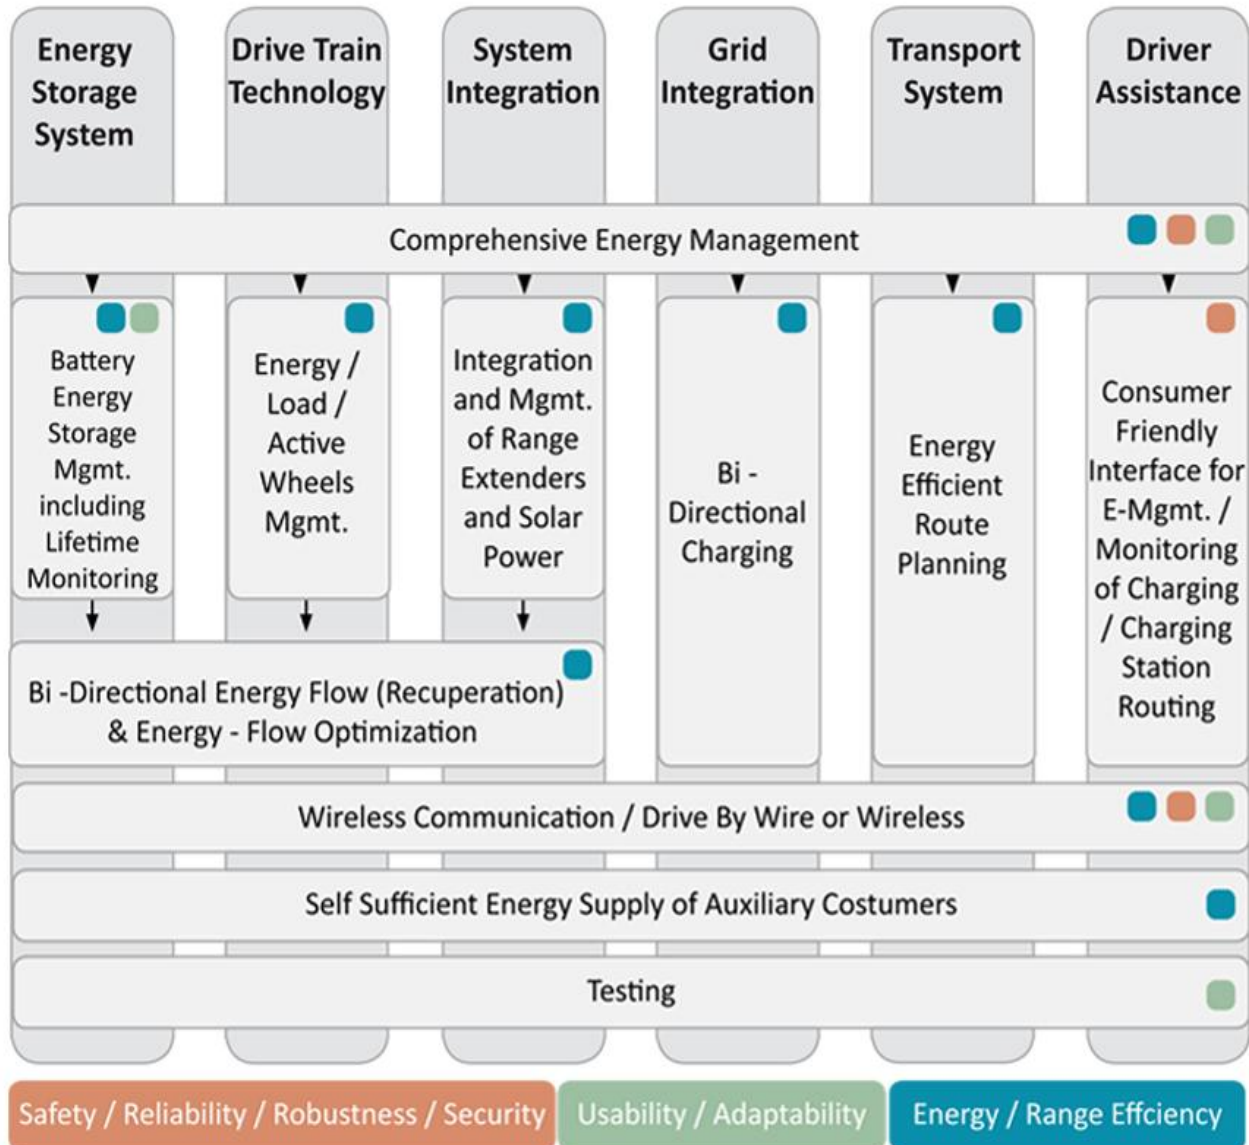 Energy
Storage
System
Drive Train
Technology
System
Integration
Grid
Integration
Transport
System
Driver
Assistance
Comprehensive Energy Management
Battery
Energy
Storage
Mgmt.
including
Lifetime
Monitoring
Energy /
Load /
Active
Wheels
Mgmt.
Integration
and Mgmt.
of Range
Extenders
and Solar
Power
Bi -
Directional
Charging
Energy
Efficient
Route
Planning
Consumer
Friendly
Interface for
E-Mgmt. /
Monitoring
of Charging
/ Charging
Station
Routing
Bi -Directional Energy Flow (Recuperation)
& Energy - Flow Optimization
Wireless Communication / Drive By Wire or Wireless
Self Sufficient Energy Supply of Auxiliary Costumers
Testing
Safety / Reliability / Robustness / Security
Usability / Adaptability
Energy / Range Effciency